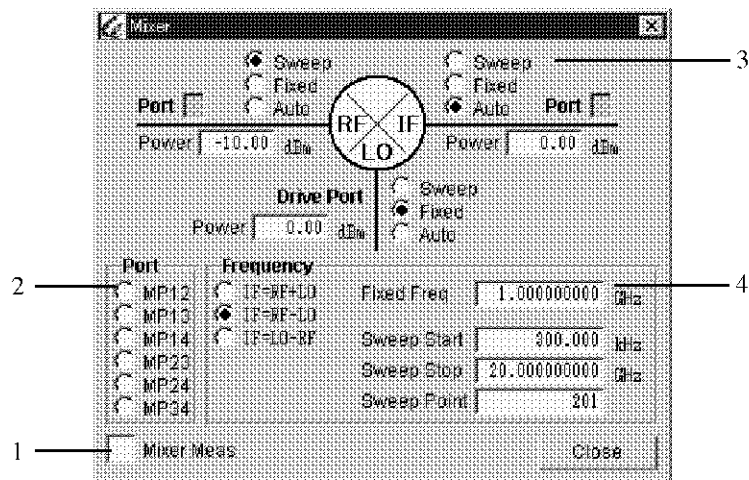 Mixer
Sweep
Fixed
Auto
Port
Power -10.00 dBm
RF IF
LO
Sweep
Fixed
Auto
Port
Power 0.00 dBm
3
Drive Port
Power 0.00 dBm
Sweep
Fixed
Auto
2
Port
MP12
MP13
MP14
MP23
MP24
MP34
Frequency
IF=RF+LO
IF=RF-LO
IF=LO-RF
Fixed Freq 1.000000000 GHz
Sweep Start 300.000 kHz
Sweep Stop 20.000000000 GHz
Sweep Point 201
4
1
Mixer Meas
Close